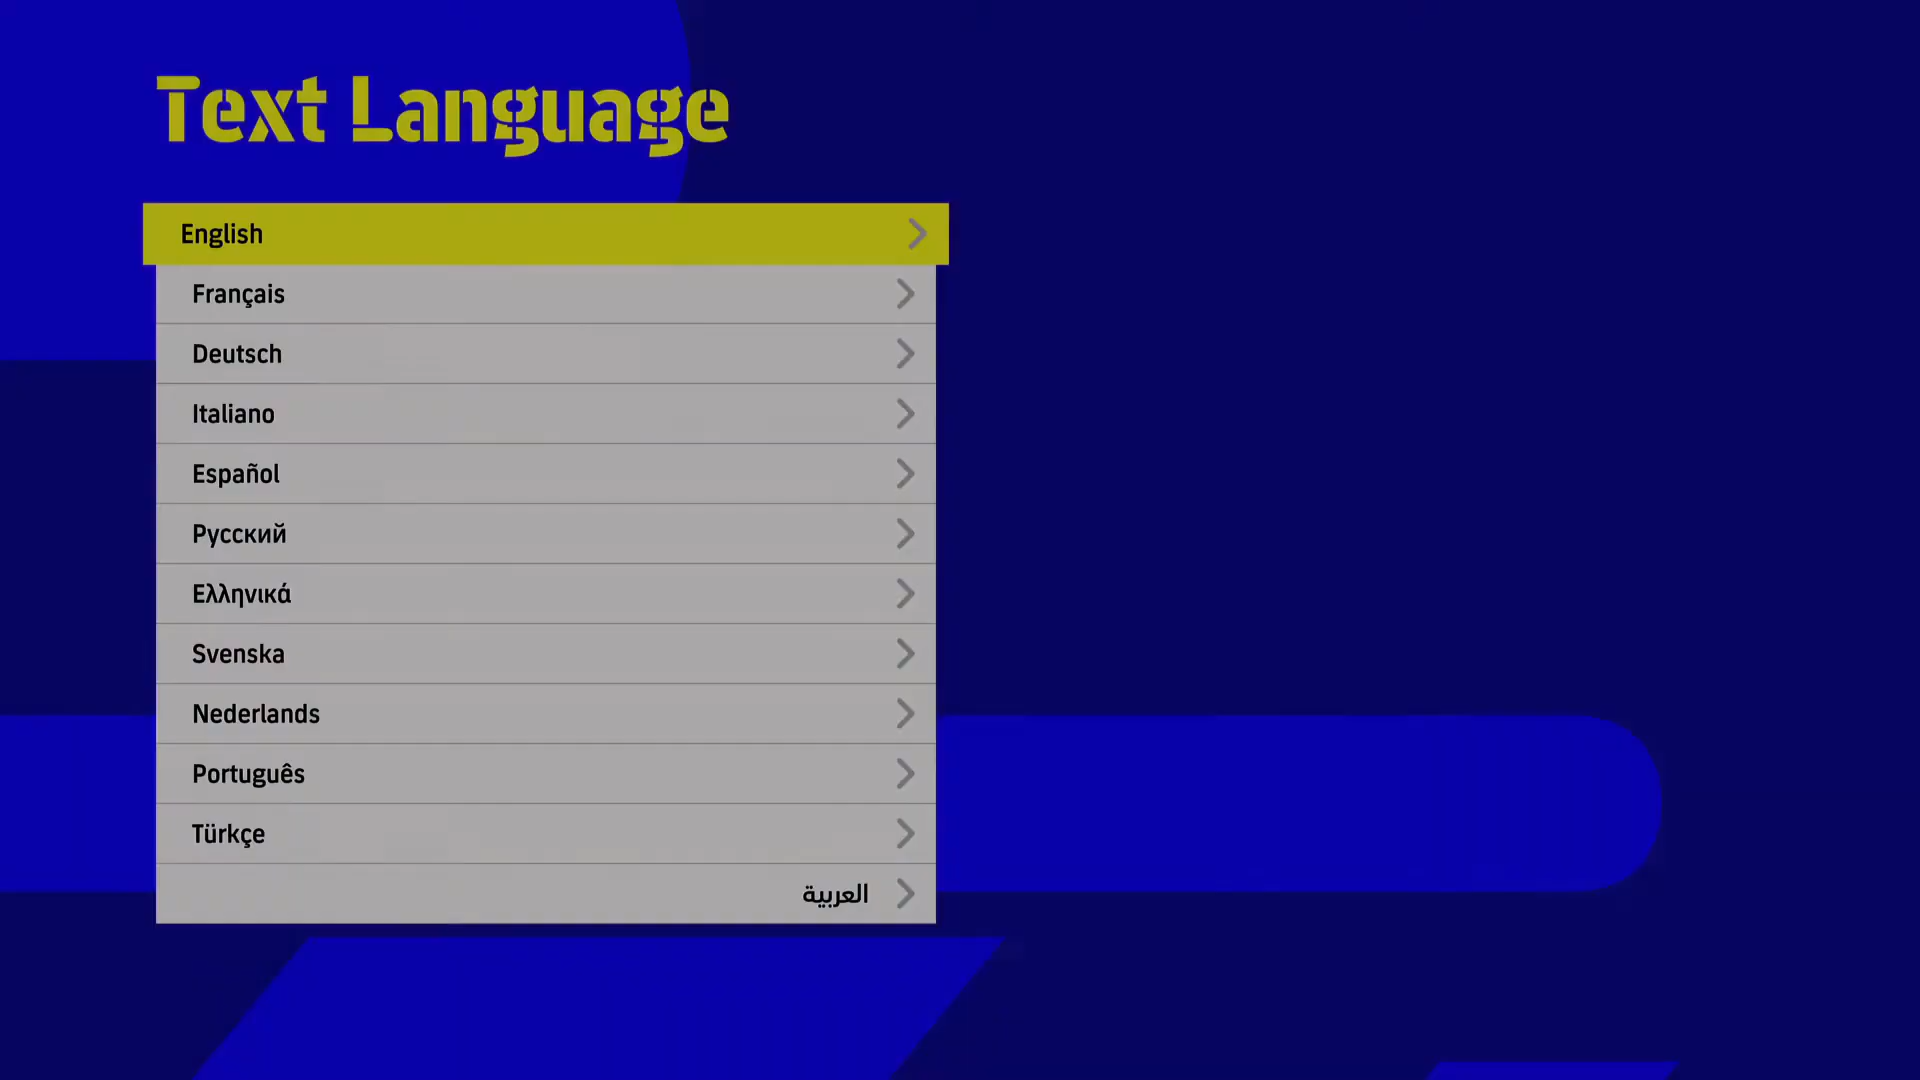 Text Language
English
Français
Deutsch
Italiano
Español
Русский
Ελληνικά
Svenska
Nederlands
Português
Türkçe
العربية